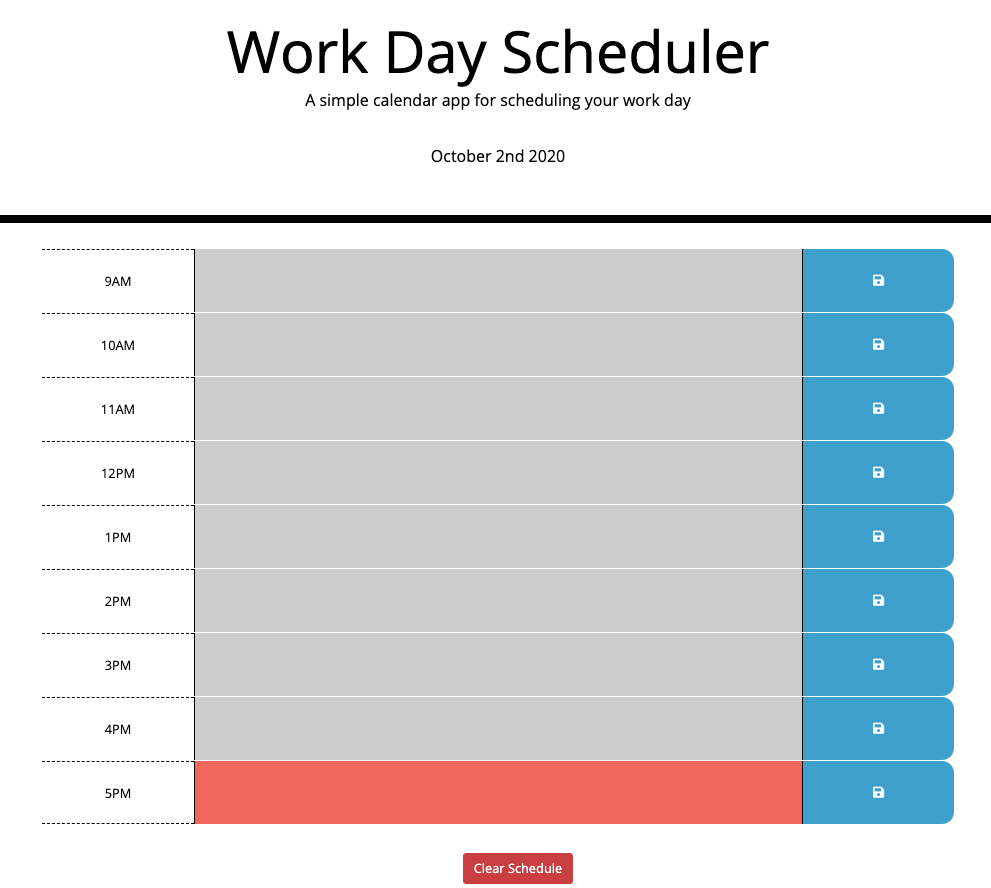 Work Day Scheduler
A simple calendar app for scheduling your work day
October 2nd 2020
9AM
10AM
11AM
12PM
1PM
2PM
3PM
4PM
5PM
Clear Schedule